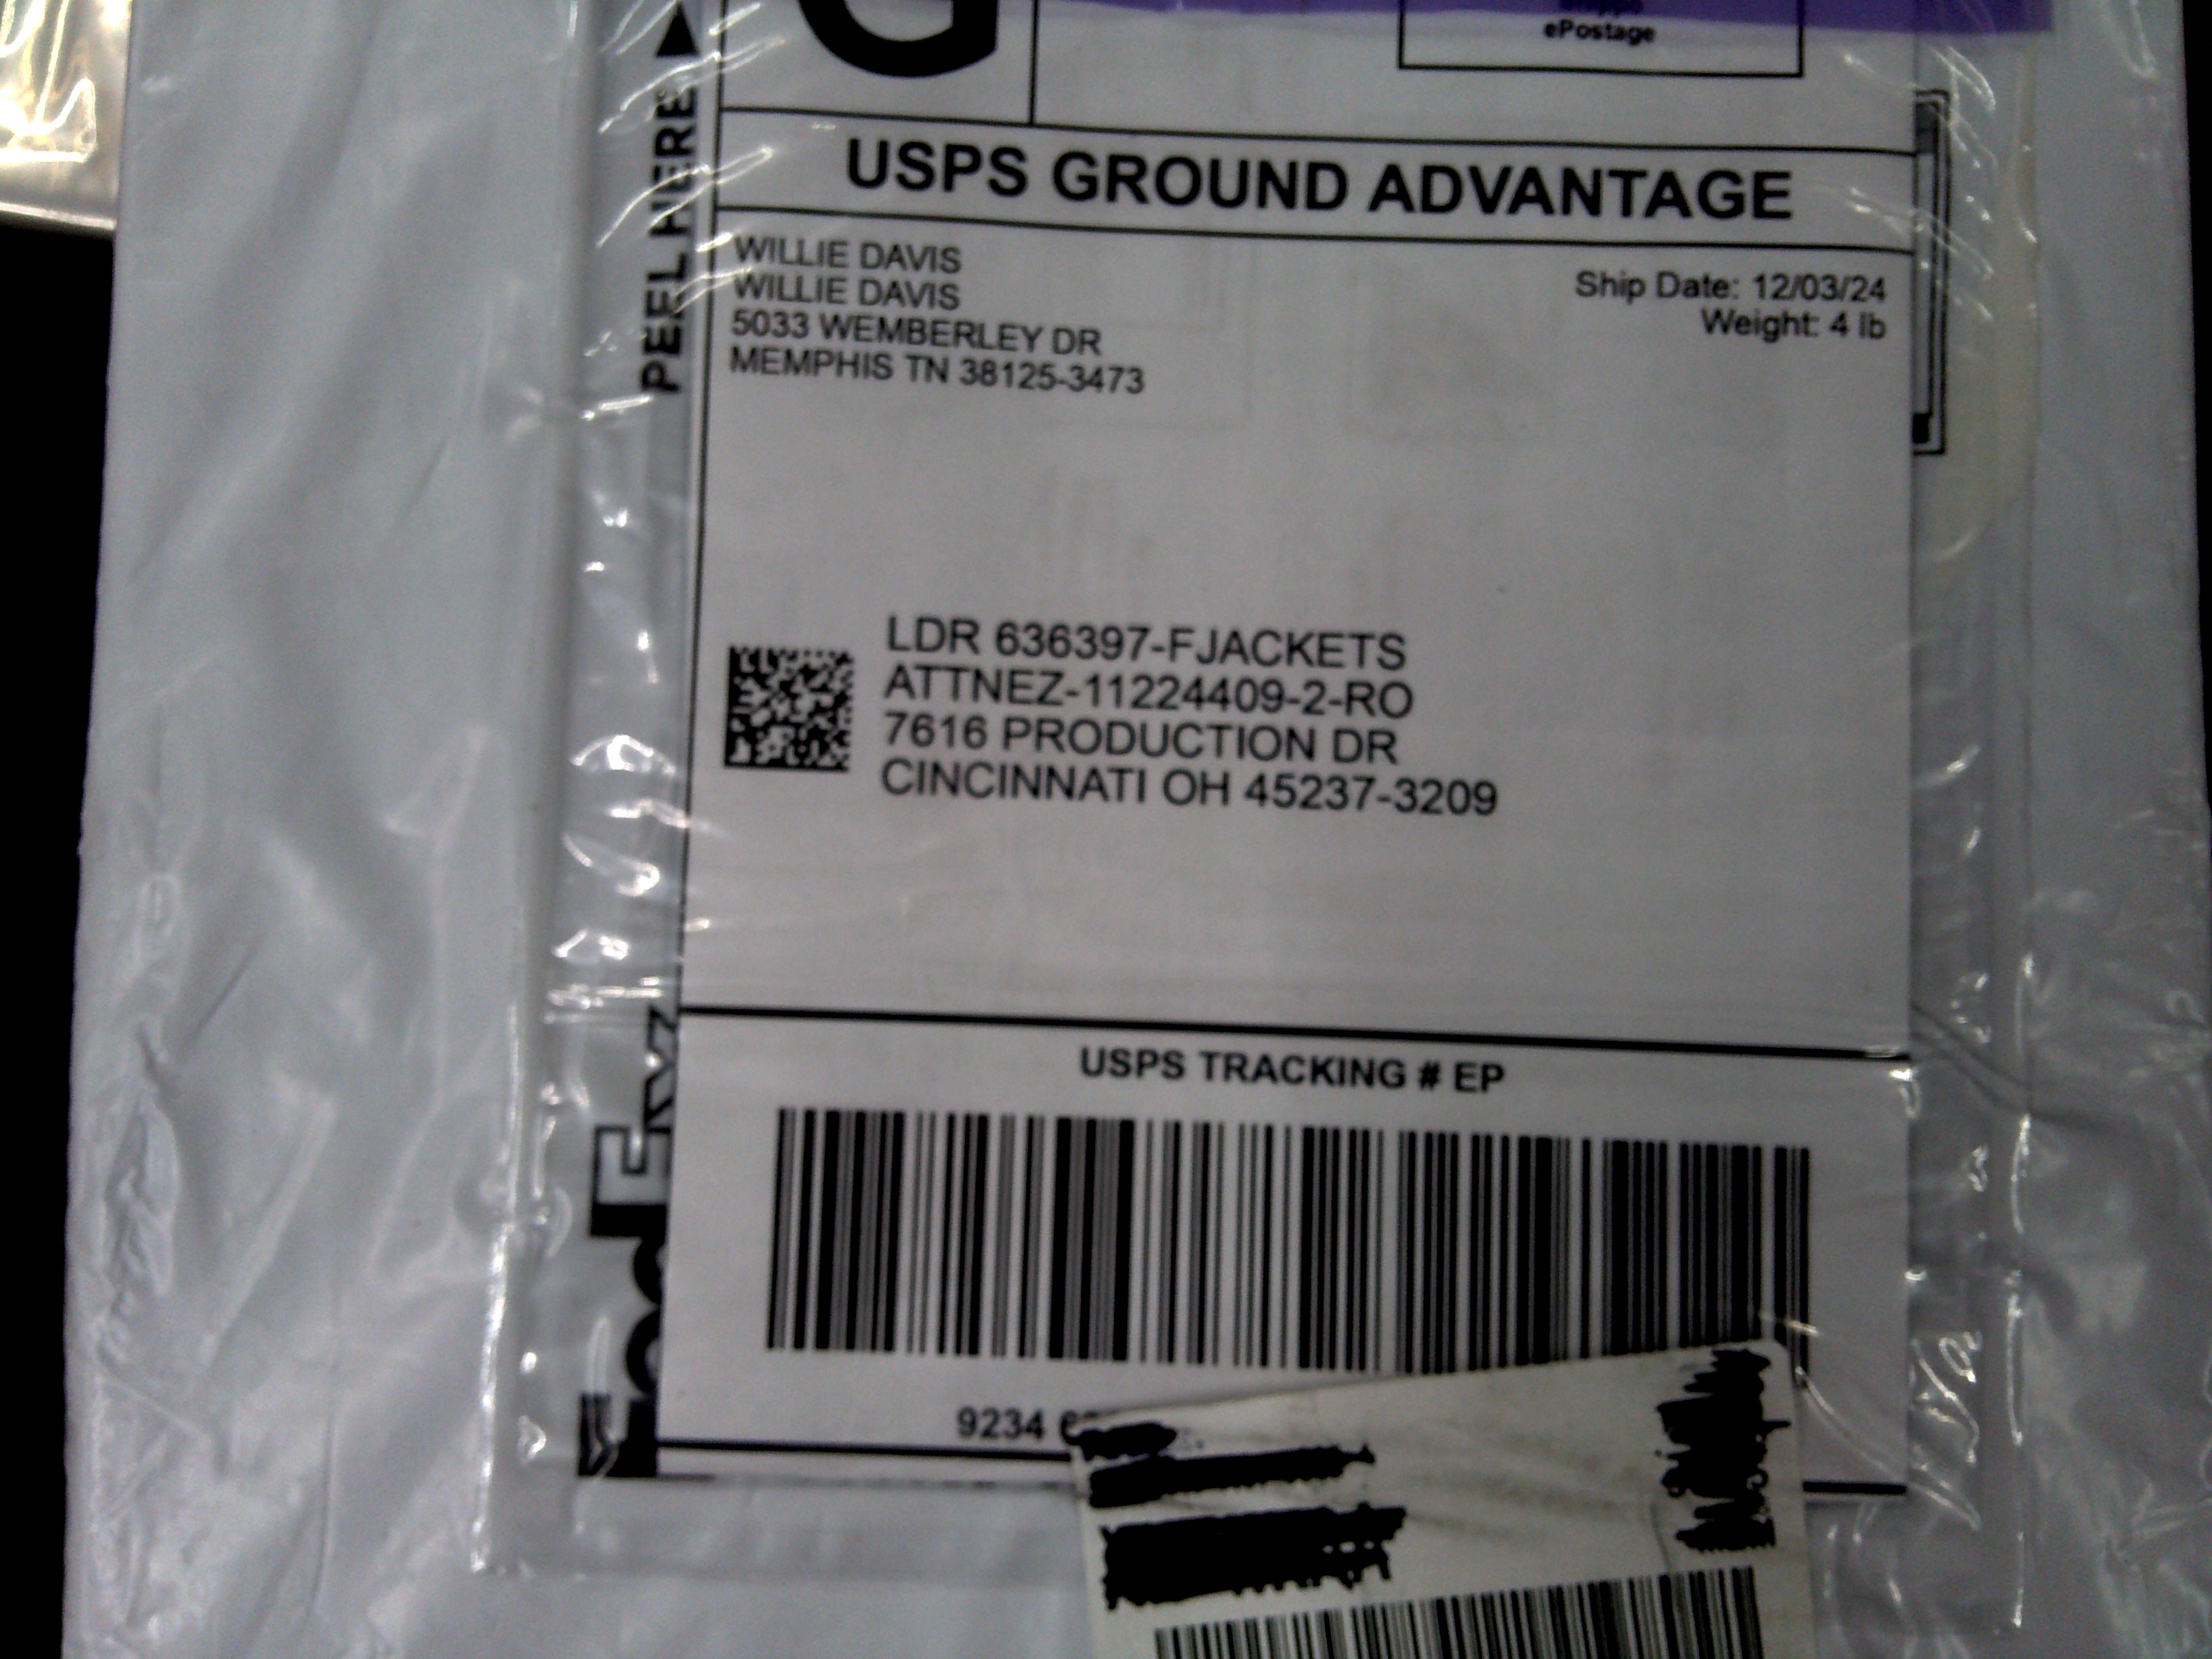 G
ePostage
PEEL HERE
USPS GROUND ADVANTAGE
WILLIE DAVIS
WILLIE DAVIS
5033 WEMBERLEY DR
MEMPHIS TN 38125-3473
Ship Date: 12/03/24
Weight: 4 lb
LDR 636397-FJACKETS
ATTNEZ-11224409-2-RO
7616 PRODUCTION DR
CINCINNATI OH 45237-3209
USPS TRACKING # EP
9234
FedEx